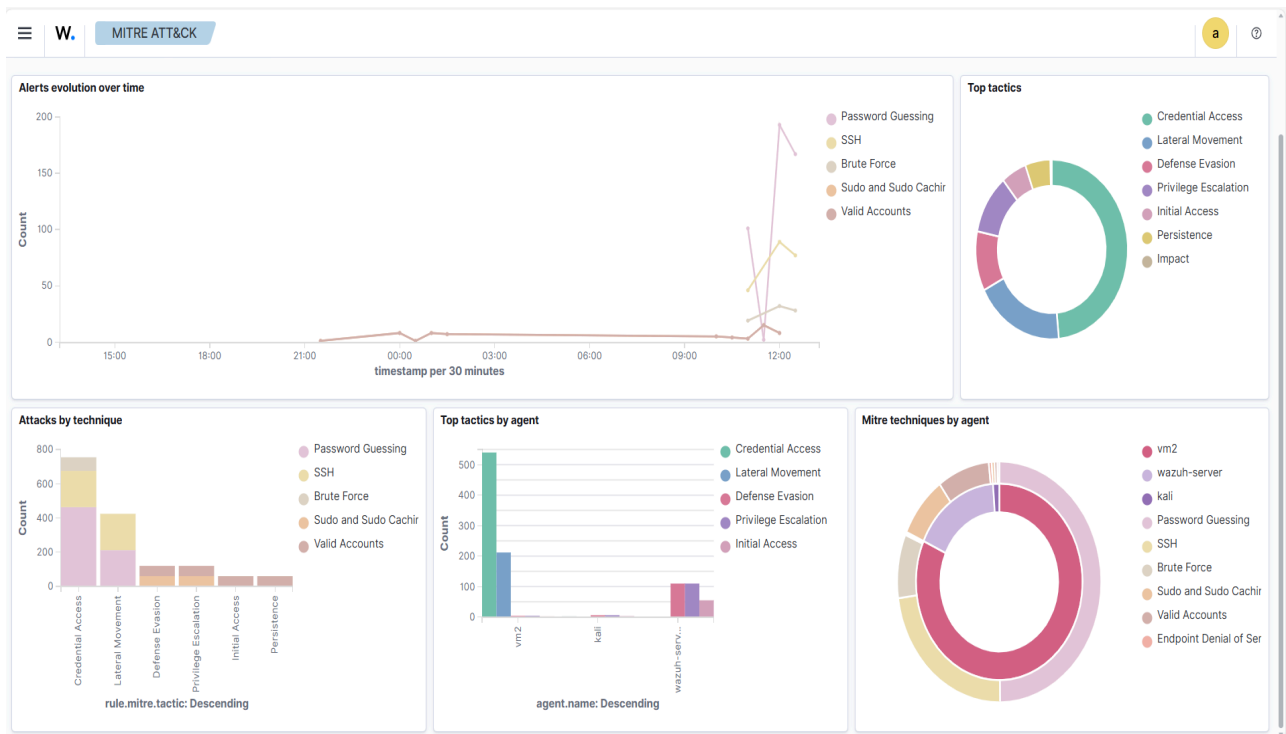 W.
MITRE ATT&CK
a
?
Alerts evolution over time
200
150
100
50
0
Count
15:00
18:00
21:00
00:00
03:00
06:00
09:00
12:00
timestamp per 30 minutes
Password Guessing
SSH
Brute Force
Sudo and Sudo Cachir
Valid Accounts
Top tactics
Credential Access
Lateral Movement
Defense Evasion
Privilege Escalation
Initial Access
Persistence
Impact
Attacks by technique
800
600
400
200
0
Count
Credential Access
Lateral Movement
Defense Evasion
Privilege Escalation
Initial Access
Persistence
rule.mitre.tactic: Descending
Password Guessing
SSH
Brute Force
Sudo and Sudo Cachir
Valid Accounts
Top tactics by agent
500
400
300
200
100
0
Count
vm2
kali
wazuh-serv...
agent.name: Descending
Credential Access
Lateral Movement
Defense Evasion
Privilege Escalation
Initial Access
Mitre techniques by agent
vm2
wazuh-server
kali
Password Guessing
SSH
Brute Force
Sudo and Sudo Cachir
Valid Accounts
Endpoint Denial of Ser